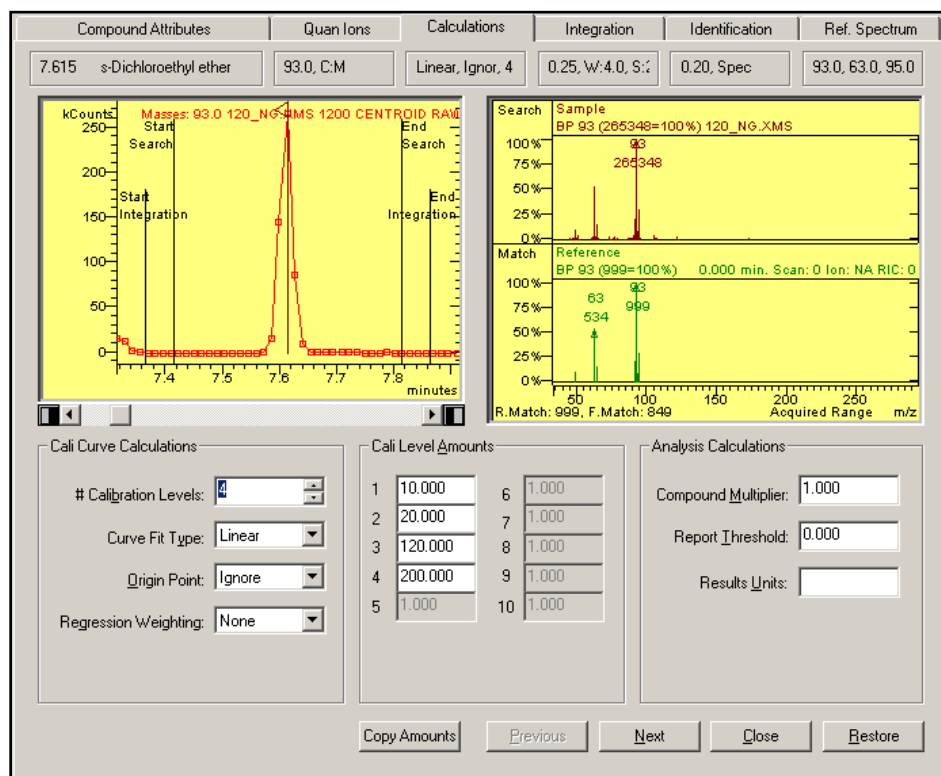 Compound Attributes Quan Ions Calculations Integration Identification Ref. Spectrum
7.615 s-Dichloroethyl ether 93.0, C:M Linear, Ignor, 4 0.25, W:4.0, S:2 0.20, Spec 93.0, 63.0, 95.0
kCounts Masses: 93.0 120_NG.XMS 1200 CENTROID RAW
250
200
150
100
50
0
Start
Search
Start
Integration
End
Search
End
Integration
7.4 7.5 7.6 7.7 7.8
minutes
Search Sample
BP 93 (265348=100%) 120_NG.XMS
100%
75%
50%
25%
0%
93
265348
Match Reference
BP 93 (999=100%) 0.000 min. Scan: 0 Ion: NA RIC: 0
100%
75%
50%
25%
0%
93
999
63
534
50 100 150 200 250
R.Match: 999, F.Match: 849 Acquired Range m/z
Cali Curve Calculations
# Calibration Levels: 4
Curve Fit Type: Linear
Origin Point: Ignore
Regression Weighting: None
Cali Level Amounts
1 10.000 6 1.000
2 20.000 7 1.000
3 120.000 8 1.000
4 200.000 9 1.000
5 1.000 10 1.000
Analysis Calculations
Compound Multiplier: 1.000
Report Threshold: 0.000
Results Units:
Copy Amounts Previous Next Close Restore